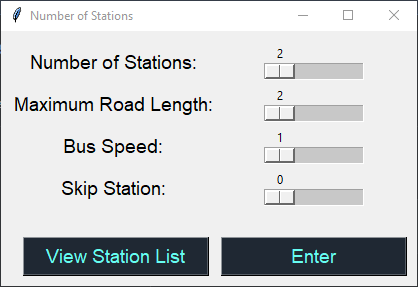 Number of Stations
2
Number of Stations:
2
Maximum Road Length:
1
Bus Speed:
0
Skip Station:
View Station List
Enter